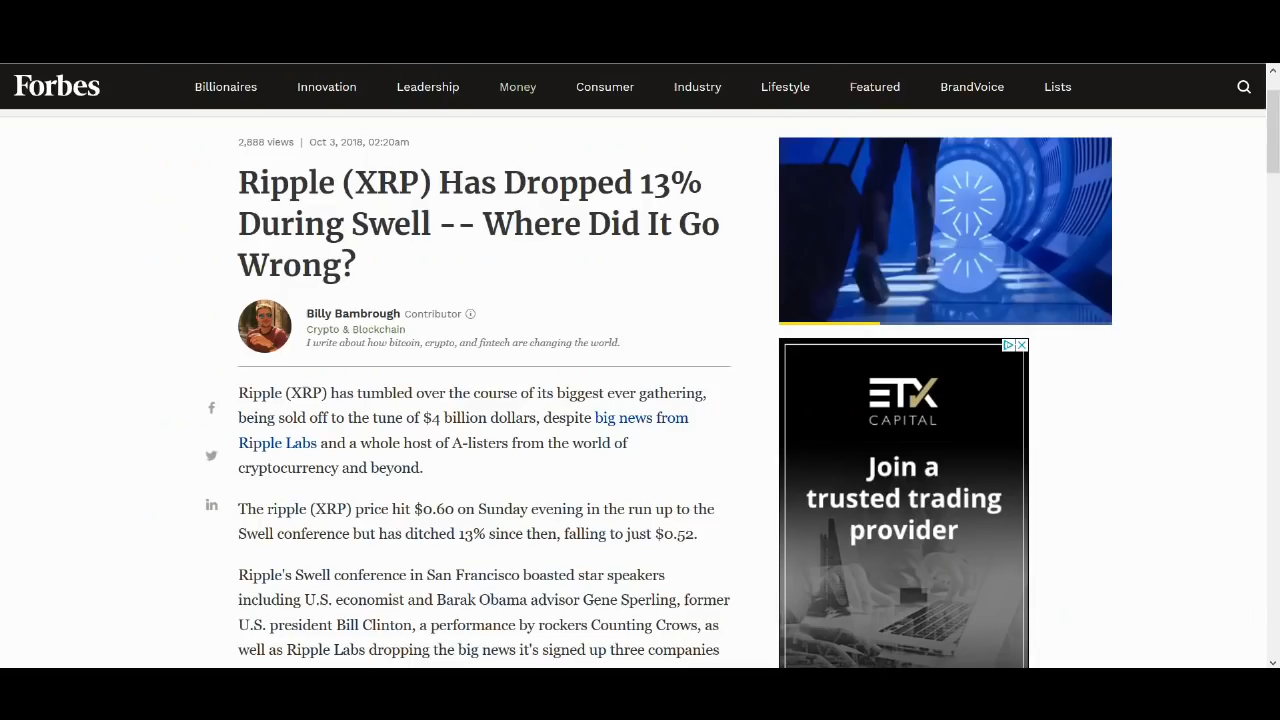 Forbes
Billionaires Innovation Leadership Money Consumer Industry Lifestyle Featured BrandVoice Lists
2,888 views | Oct 3, 2018, 02:20am
Ripple (XRP) Has Dropped 13%
During Swell -- Where Did It Go
Wrong?
Billy Bambrough Contributor
Crypto & Blockchain
I write about how bitcoin, crypto, and fintech are changing the world.
Ripple (XRP) has tumbled over the course of its biggest ever gathering,
being sold off to the tune of $4 billion dollars, despite big news from
Ripple Labs and a whole host of A-listers from the world of
cryptocurrency and beyond.
The ripple (XRP) price hit $0.60 on Sunday evening in the run up to the
Swell conference but has ditched 13% since then, falling to just $0.52.
Ripple's Swell conference in San Francisco boasted star speakers
including U.S. economist and Barak Obama advisor Gene Sperling, former
U.S. president Bill Clinton, a performance by rockers Counting Crows, as
well as Ripple Labs dropping the big news it's signed up three companies
ETX
CAPITAL
Join a
trusted trading
provider